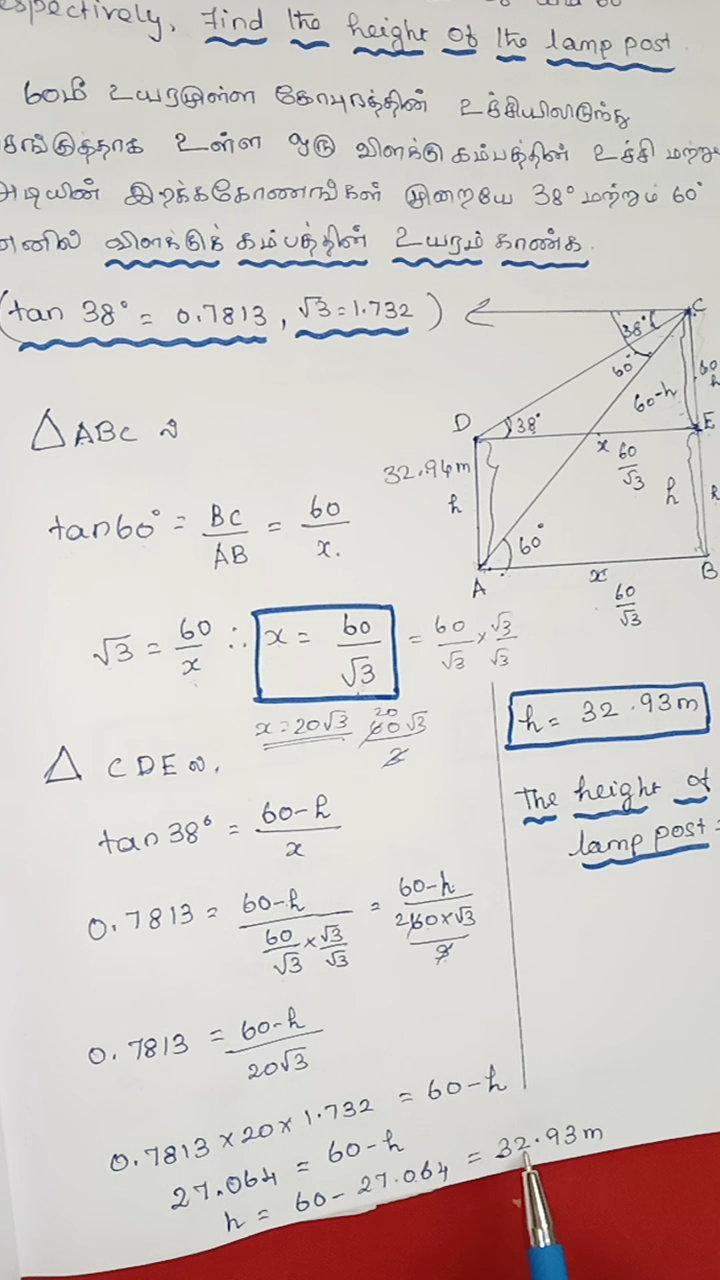 respectively, Find the height of the lamp post.
60மீ உயரமுள்ள கோபுரத்தின் உச்சியிலிருந்து
உள்ள ஒரு விளக்கு கம்பத்தின் உச்சி மற்றும்
அடியின் இறக்ககோணங்கள் முறையே 38° மற்றும் 60°
எனில் விளக்குக் கம்பத்தின் உயரம் காண்க.
(tan 38° = 0.7813, √3 = 1.732)
C
38°
60°
60-h
D
38°
x
60/√3
E
32.94m
h
h
60°
A
x
60/√3
B
△ABC ல்
tan60° = BC/AB = 60/x.
√3 = 60/x ∴ x = 60/√3 = 60/√3 × √3/√3
x = 20√3
△ CDE ல்,
tan 38° = 60-h/x
0.7813 = 60-h / (60/√3 × √3/√3) = 60-h / (60×√3/3)
0.7813 = 60-h/20√3
0.7813 × 20 × 1.732 = 60-h
27.064 = 60-h
h = 60 - 27.064 = 32.93m
h = 32.93m
The height of
lamp post =